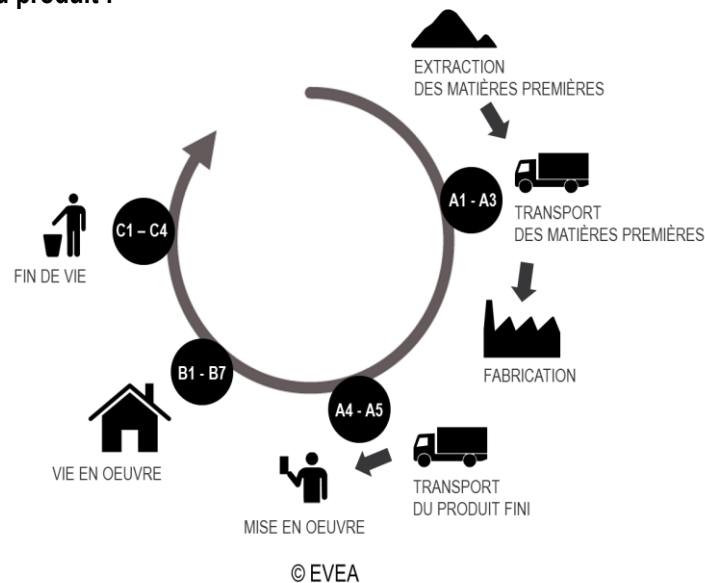 produit :
EXTRACTION
DES MATIÈRES PREMIÈRES
A1 - A3
TRANSPORT
DES MATIÈRES PREMIÈRES
FABRICATION
A4 - A5
TRANSPORT
DU PRODUIT FINI
MISE EN OEUVRE
B1 - B7
VIE EN OEUVRE
C1 – C4
FIN DE VIE
© EVEA